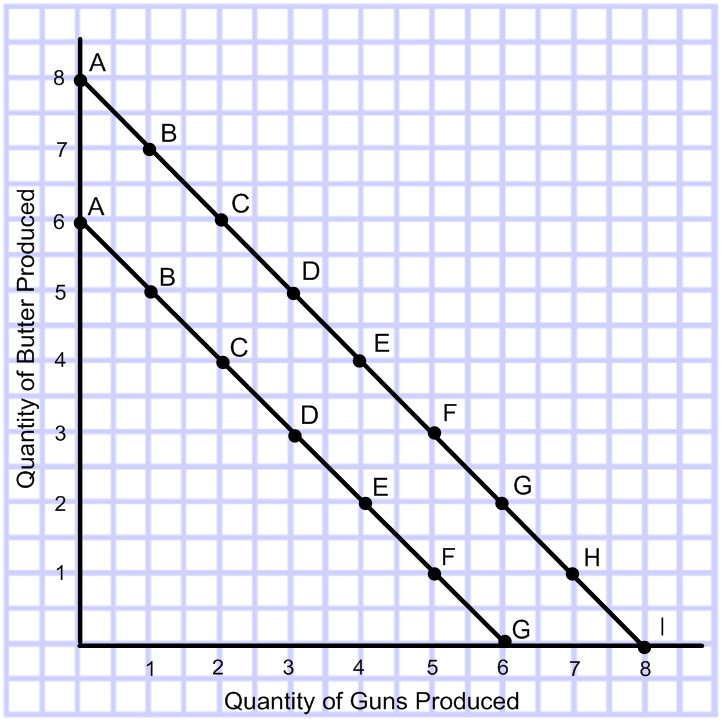 A
8
B
7
C
A
6
D
B
5
E
C
4
F
D
3
G
E
2
H
F
1
I
G
1 2 3 4 5 6 7 8
Quantity of Guns Produced
Quantity of Butter Produced